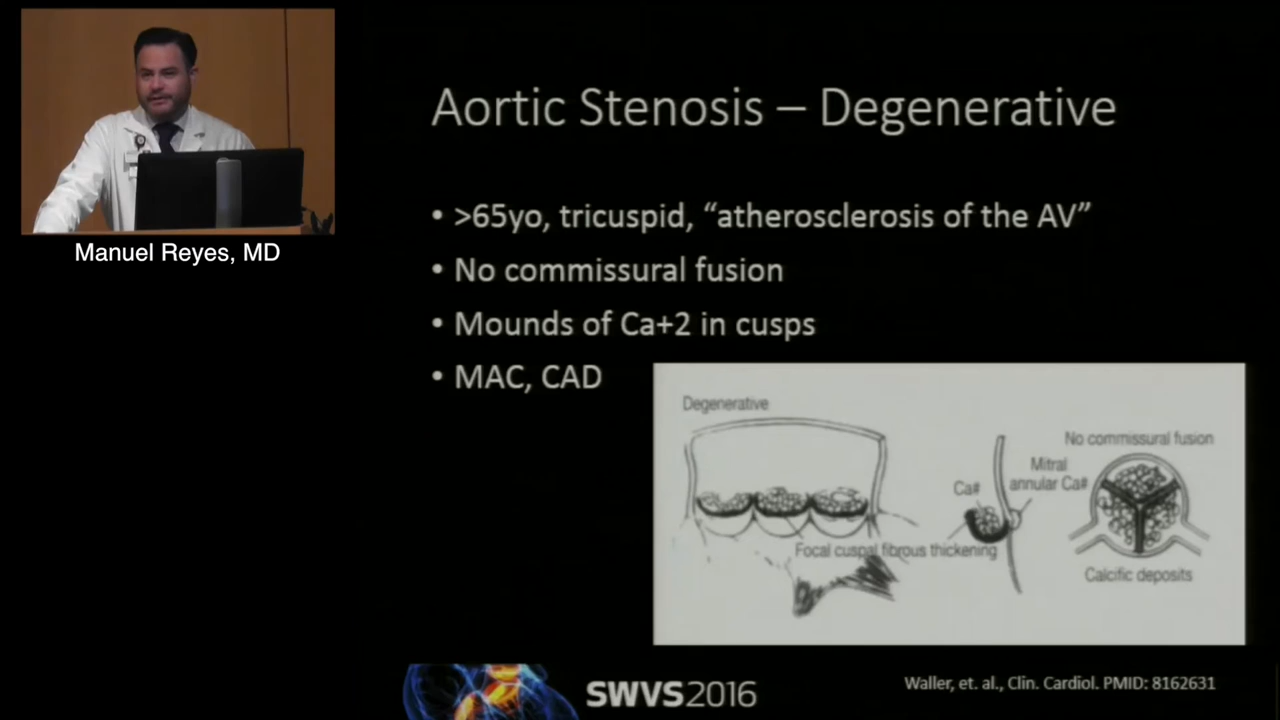 Manuel Reyes, MD
Aortic Stenosis – Degenerative
• >65yo, tricuspid, “atherosclerosis of the AV”
• No commissural fusion
• Mounds of Ca+2 in cusps
• MAC, CAD
Degenerative
No commissural fusion
Mitral
annular Ca#
Ca#
Focal cuspal fibrous thickening
Calcific deposits
SWVS2016
Waller, et. al., Clin. Cardiol. PMID: 8162631